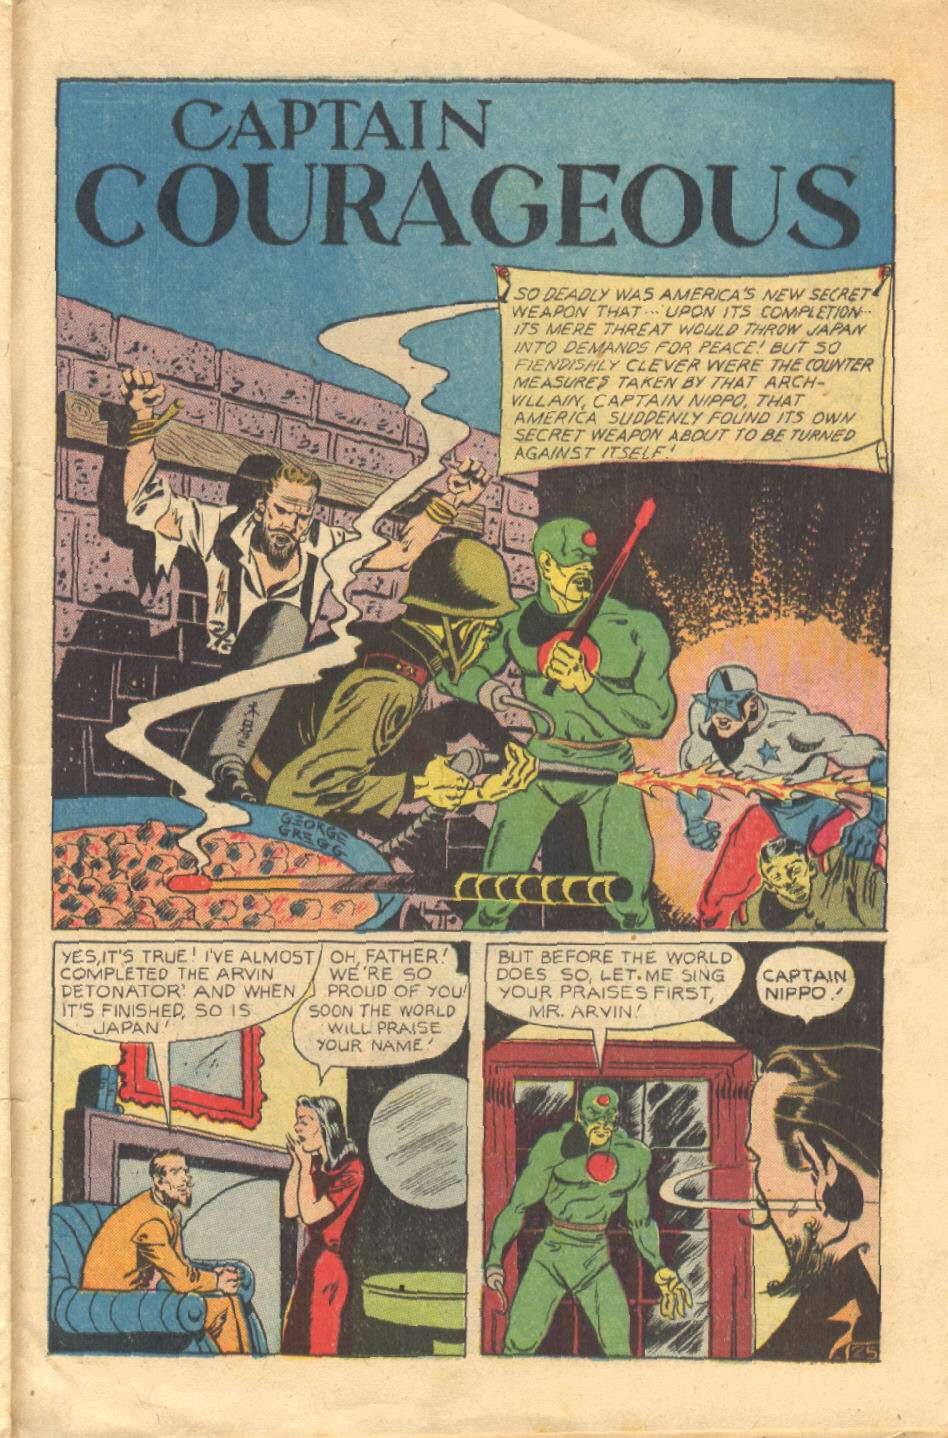 CAPTAIN
COURAGEOUS
SO DEADLY WAS AMERICA'S NEW SECRET
WEAPON THAT... UPON ITS COMPLETION...
ITS MERE THREAT WOULD THROW JAPAN
INTO DEMANDS FOR PEACE! BUT SO
FIENDISHLY CLEVER WERE THE COUNTER
MEASURES TAKEN BY THAT ARCH-
VILLAIN, CAPTAIN NIPPO, THAT
AMERICA SUDDENLY FOUND ITS OWN
SECRET WEAPON ABOUT TO BE TURNED
AGAINST ITSELF!
GEORGE
GREGG
YES, IT'S TRUE! I'VE ALMOST
COMPLETED THE ARVIN
DETONATOR! AND WHEN
IT'S FINISHED, SO IS
JAPAN!
OH, FATHER!
WE'RE SO
PROUD OF YOU!
SOON THE WORLD
WILL PRAISE
YOUR NAME!
BUT BEFORE THE WORLD
DOES SO, LET ME SING
YOUR PRAISES FIRST,
MR. ARVIN!
CAPTAIN
NIPPO!
25